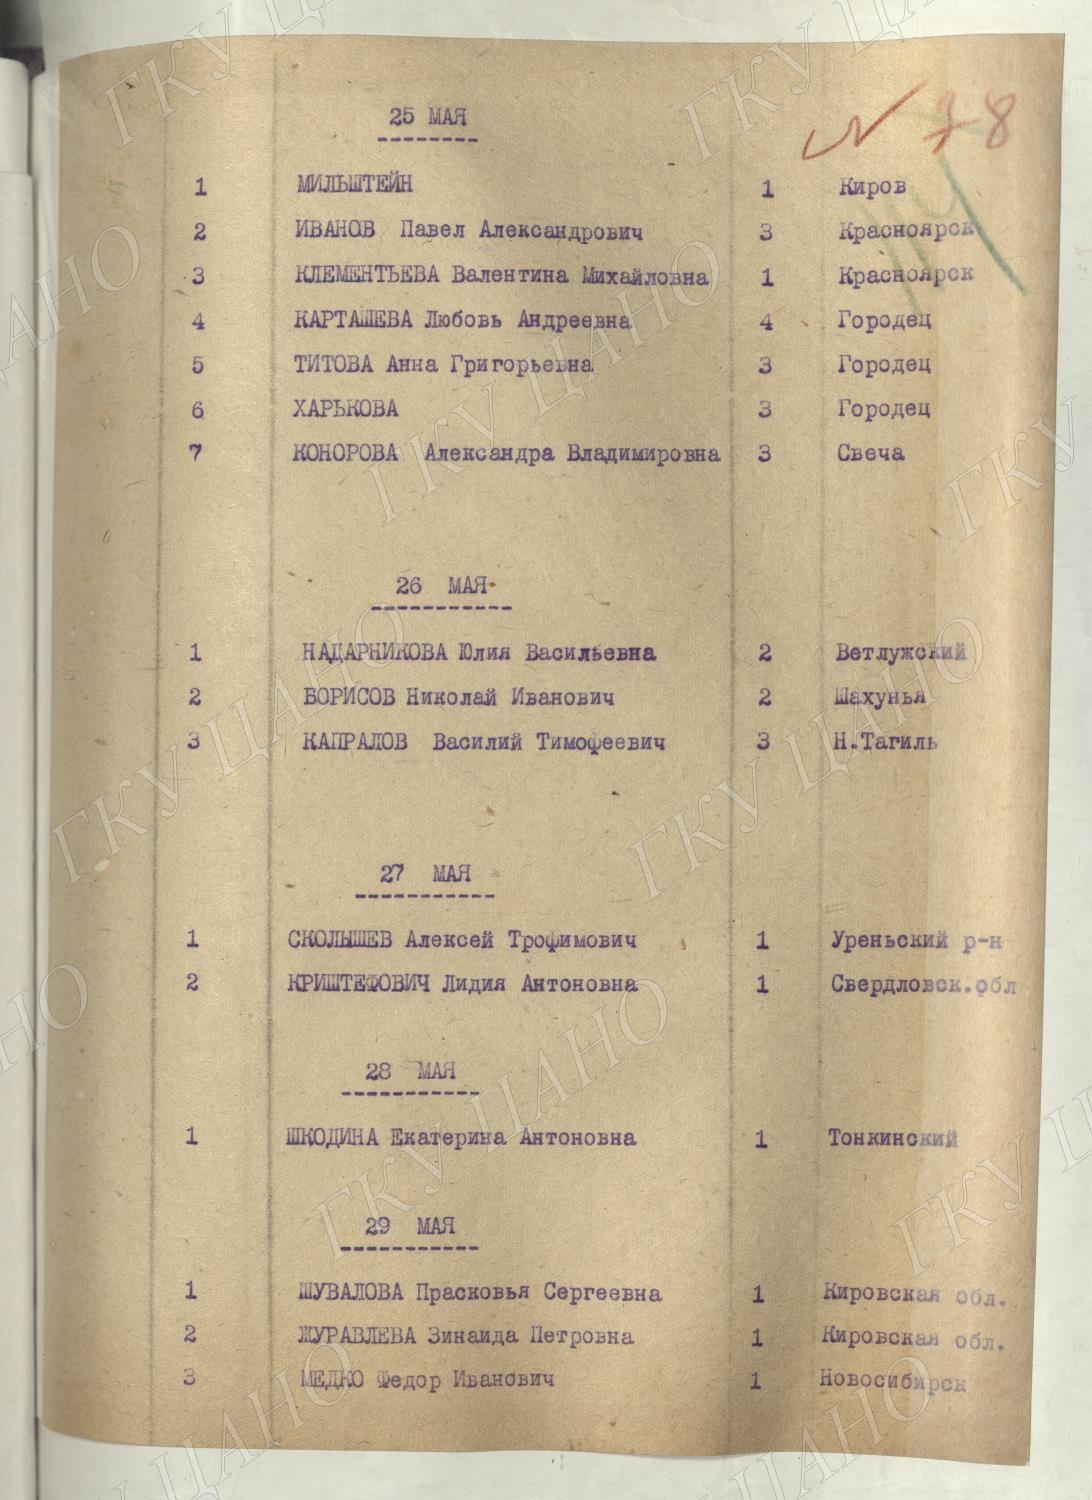 25 МАЯ
N 78
1 МИЛЬШТЕЙН 1 Киров
2 ИВАНОВ Павел Александрович 3 Красноярск
3 КЛЕМЕНТЬЕВА Валентина Михайловна 1 Красноярск
4 КАРТАШЕВА Любовь Андреевна 4 Городец
5 ТИТОВА Анна Григорьевна 3 Городец
6 ХАРЬКОВА 3 Городец
7 КОНОРОВА Александра Владимировна 3 Свеча
26 МАЯ
1 НАДАРНИКОВА Юлия Васильевна 2 Ветлужский
2 БОРИСОВ Николай Иванович 2 Шахунья
3 КАПРАЛОВ Василий Тимофеевич 3 Н.Тагиль
27 МАЯ
1 СКОЛЫШЕВ Алексей Трофимович 1 Уреньский р-н
2 КРИШТЕФОВИЧ Лидия Антоновна 1 Свердловск.обл
28 МАЯ
1 ШКОДИНА Екатерина Антоновна 1 Тонкинский
29 МАЯ
1 ШУВАЛОВА Прасковья Сергеевна 1 Кировская обл.
2 ЖУРАВЛЕВА Зинаида Петровна 1 Кировская обл.
3 МЕДКО Федор Иванович 1 Новосибирск
ГКУ ЦАНО